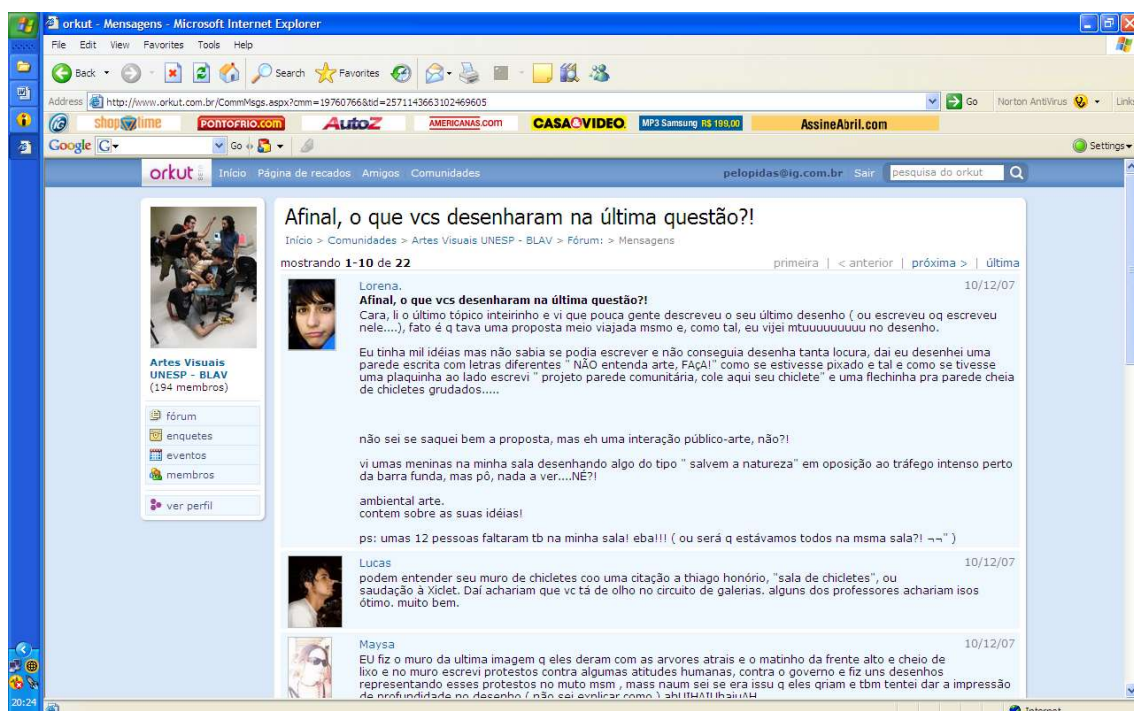 orkut - Mensagens - Microsoft Internet Explorer
File Edit View Favorites Tools Help
Back Search Favorites
Address http://www.orkut.com.br/CommMsgs.aspx?cmm=19760766&tid=2571143663102469605 Go Norton AntiVirus Links
shoptime PONTOFRIO.COM AutoZ AMERICANAS.COM CASA&VIDEO. MP3 Samsung R$ 199,00 AssineAbril.com
Google G Go Settings
orkut Início Página de recados Amigos Comunidades pelopidas@ig.com.br Sair pesquisa do orkut
Afinal, o que vcs desenharam na última questão?!
Início > Comunidades > Artes Visuais UNESP - BLAV > Fórum: > Mensagens
mostrando 1-10 de 22 primeira | < anterior | próxima > | última
Artes Visuais
UNESP - BLAV
(194 membros)
fórum
enquetes
eventos
membros
ver perfil
Lorena. 10/12/07
Afinal, o que vcs desenharam na última questão?!
Cara, li o último tópico inteirinho e vi que pouca gente descreveu o seu último desenho ( ou escreveu oq escreveu
nele....), fato é q tava uma proposta meio viajada msmo e, como tal, eu vijei mtuuuuuuuuu no desenho.
Eu tinha mil idéias mas não sabia se podia escrever e não conseguia desenha tanta locura, dai eu desenhei uma
parede escrita com letras diferentes " NÃO entenda arte, FAçA!" como se estivesse pixado e tal e como se tivesse
uma plaquinha ao lado escrevi " projeto parede comunitária, cole aqui seu chiclete" e uma flechinha pra parede cheia
de chicletes grudados.....
não sei se saquei bem a proposta, mas eh uma interação público-arte, não?!
vi umas meninas na minha sala desenhando algo do tipo " salvem a natureza" em oposição ao tráfego intenso perto
da barra funda, mas pô, nada a ver....NÉ?!
ambiental arte.
contem sobre as suas idéias!
ps: umas 12 pessoas faltaram tb na minha sala! eba!!! ( ou será q estávamos todos na msma sala?! ¬¬" )
Lucas 10/12/07
podem entender seu muro de chicletes coo uma citação a thiago honório, "sala de chicletes", ou
saudação à Xiclet. Daí achariam que vc tá de olho no circuito de galerias. alguns dos professores achariam isos
ótimo. muito bem.
Maysa 10/12/07
EU fiz o muro da ultima imagem q eles deram com as arvores atrais e o matinho da frente alto e cheio de
lixo e no muro escrevi protestos contra algumas atitudes humanas, contra o governo e fiz uns desenhos
representando esses protestos no muto msm , mass naum sei se era issu q eles qriam e tbm tentei dar a impressão
de profundidade no desenho ( não sei explicar como )
20:24 Internet